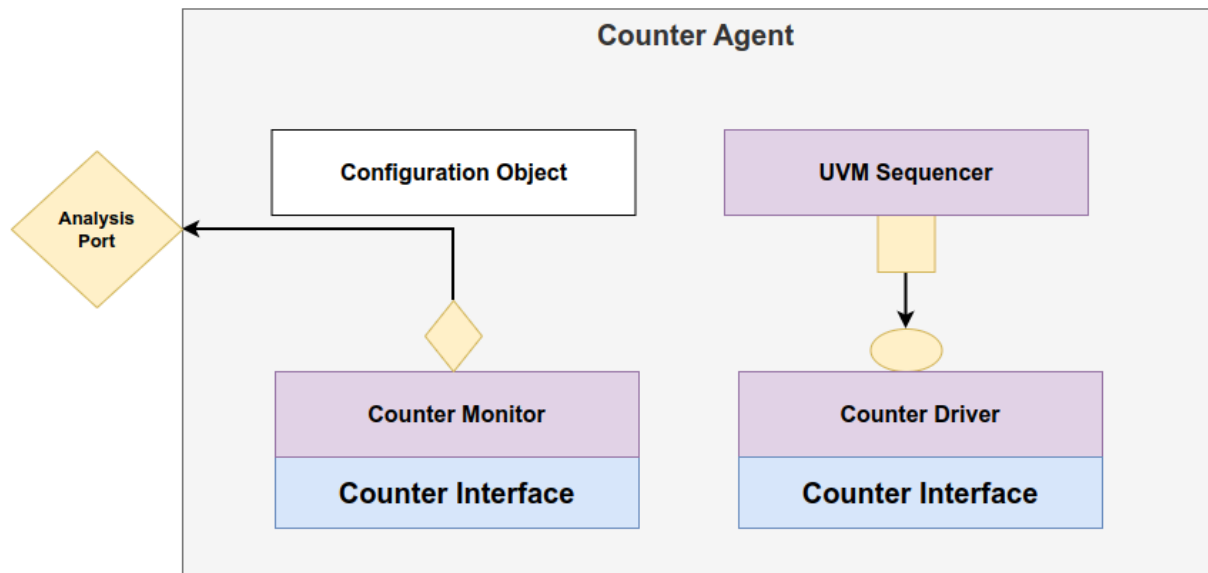 Counter Agent
Configuration Object
UVM Sequencer
Analysis
Port
Counter Monitor
Counter Driver
Counter Interface
Counter Interface